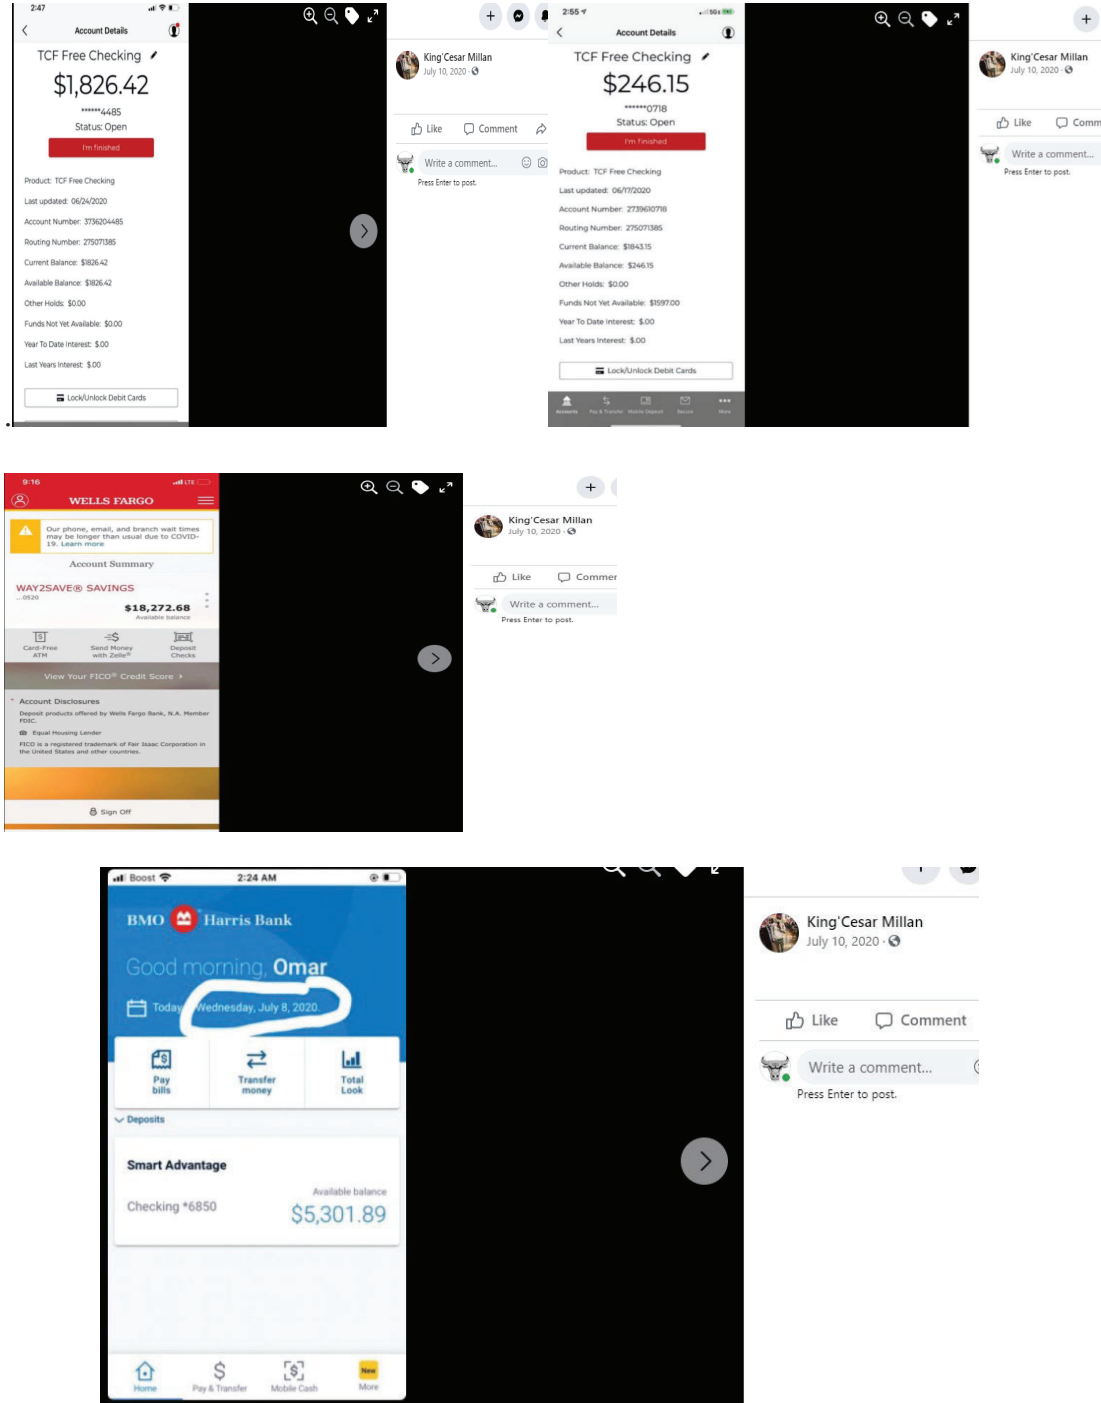 2:47
Account Details
TCF Free Checking
$1,826.42
******4485
Status: Open
I'm finished
Product: TCF Free Checking
Last updated: 06/24/2020
Account Number: 3736204485
Routing Number: 275071385
Current Balance: $1826.42
Available Balance: $1826.42
Other Holds: $0.00
Funds Not Yet Available: $0.00
Year To Date Interest: $.00
Last Years Interest: $.00
Lock/Unlock Debit Cards
King'Cesar Millan
July 10, 2020
Like Comment
Write a comment...
Press Enter to post.
2:55
5G
Account Details
TCF Free Checking
$246.15
******0718
Status: Open
I'm finished
Product: TCF Free Checking
Last updated: 06/17/2020
Account Number: 2739610718
Routing Number: 275071385
Current Balance: $1843.15
Available Balance: $246.15
Other Holds: $0.00
Funds Not Yet Available: $1597.00
Year To Date Interest: $.00
Last Years Interest: $.00
Lock/Unlock Debit Cards
Accounts Pay & Transfer Mobile Deposit Secure More
King'Cesar Millan
July 10, 2020
Like Comm
Write a comment...
Press Enter to post.
9:16 LTE
WELLS FARGO
Our phone, email, and branch wait times
may be longer than usual due to COVID-
19. Learn more
Account Summary
WAY2SAVE® SAVINGS
...0520
$18,272.68
Available balance
Card-Free Send Money Deposit
ATM with Zelle® Checks
View Your FICO® Credit Score
* Account Disclosures
Deposit products offered by Wells Fargo Bank, N.A. Member
FDIC.
Equal Housing Lender
FICO is a registered trademark of Fair Isaac Corporation in
the United States and other countries.
Sign Off
King'Cesar Millan
July 10, 2020
Like Commer
Write a comment...
Press Enter to post.
Boost 2:24 AM
BMO Harris Bank
Good morning, Omar
Today Wednesday, July 8, 2020.
Pay Transfer Total
bills money Look
Deposits
Smart Advantage
Available balance
Checking *6850 $5,301.89
New
Home Pay & Transfer Mobile Cash More
King'Cesar Millan
July 10, 2020
Like Comment
Write a comment...
Press Enter to post.